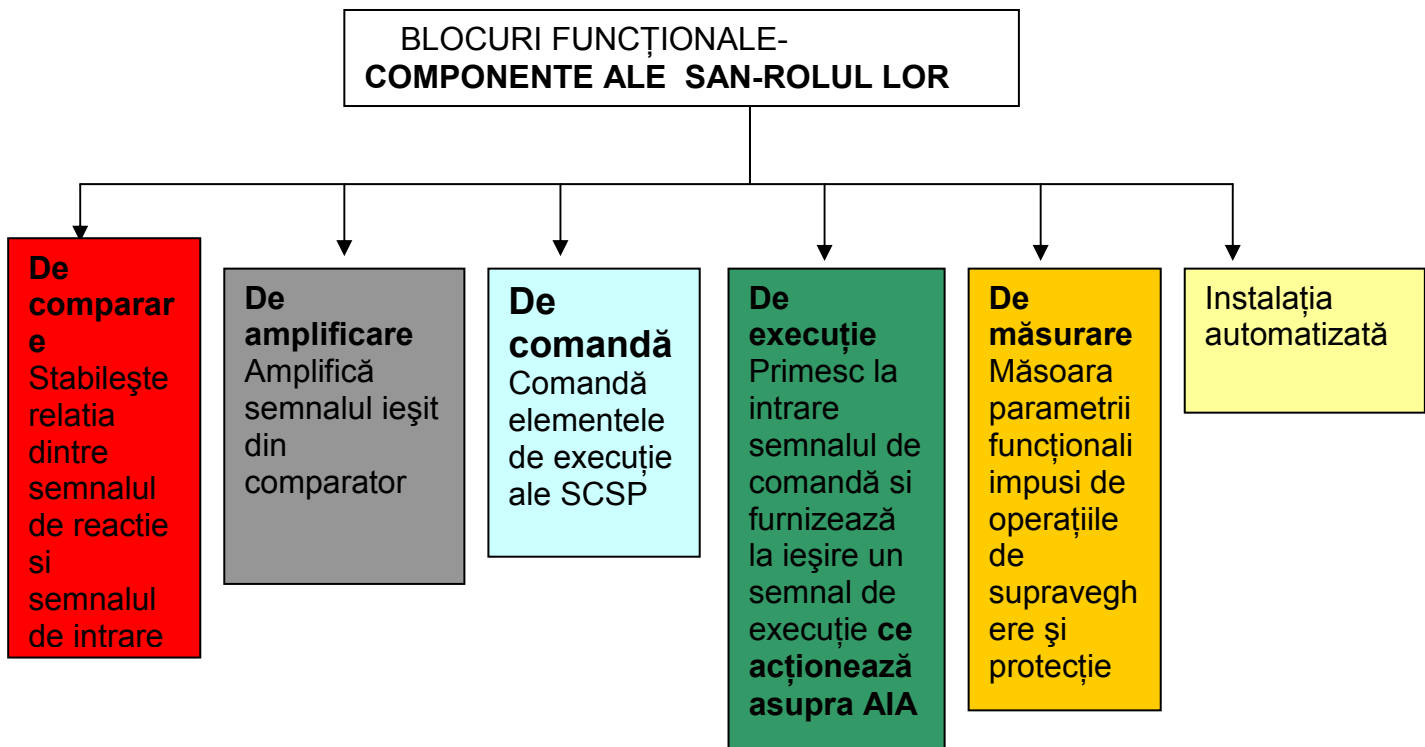 BLOCURI FUNCȚIONALE-
COMPONENTE ALE SAN-ROLUL LOR
De
comparar
e
Stabileşte
relatia
dintre
semnalul
de reactie
si
semnalul
de intrare
De
amplificare
Amplifică
semnalul ieşit
din
comparator
De
comandă
Comandă
elementele
de execuție
ale SCSP
De
execuție
Primesc la
intrare
semnalul de
comandă si
furnizează
la ieşire un
semnal de
execuție ce
acționează
asupra AIA
De
măsurare
Măsoara
parametrii
funcționali
impusi de
operațiile
de
supravegh
ere şi
protecție
Instalația
automatizată